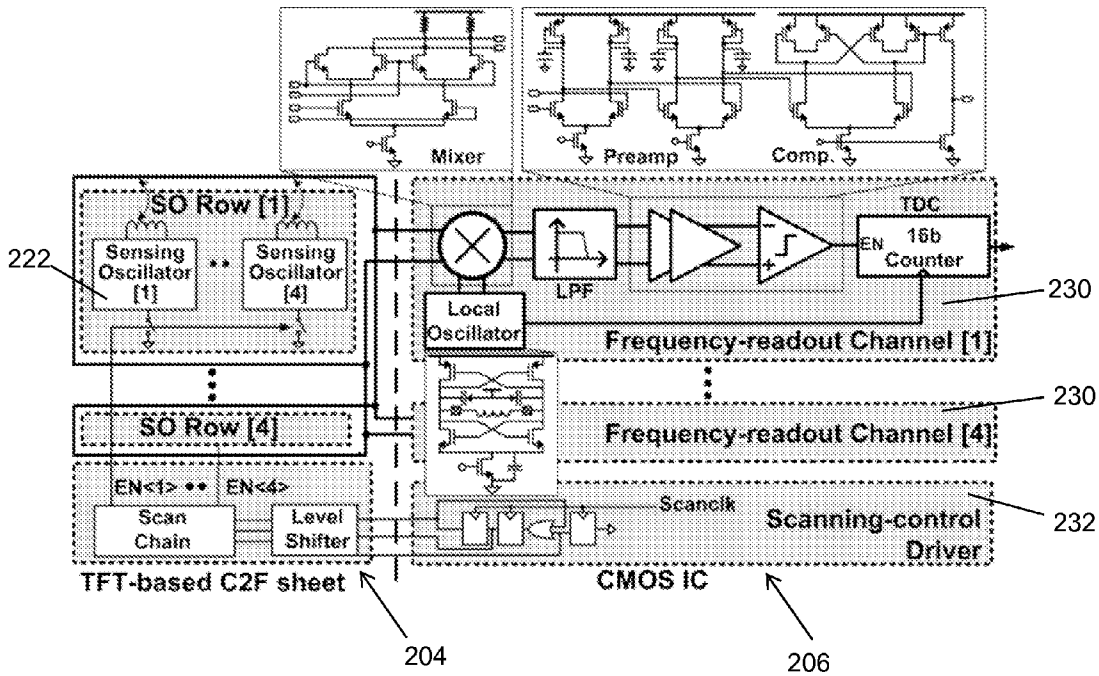 Mixer
Preamp
Comp.
SO Row [1]
Sensing
Oscillator
[1]
Sensing
Oscillator
[4]
222
LPF
Local
Oscillator
TDC
EN
16b
Counter
230
Frequency-readout Channel [1]
SO Row [4]
230
Frequency-readout Channel [4]
EN<1>
EN<4>
Scan
Chain
Level
Shifter
Scanclk
Scanning-control
Driver
232
TFT-based C2F sheet
CMOS IC
204
206